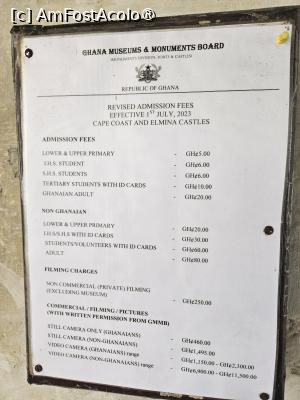 [c] AmFostAcolo®
GHANA MUSEUMS & MONUMENTS BOARD
(MONUMENTS DIVISION, FORTS & CASTLES)
REPUBLIC OF GHANA
REVISED ADMISSION FEES
EFFECTIVE 1ST JULY, 2023
CAPE COAST AND ELMINA CASTLES
ADMISSION FEES
LOWER & UPPER PRIMARY - GH¢5.00
J.H.S. STUDENT - GH¢6.00
S.H.S. STUDENTS - GH¢6.00
TERTIARY STUDENTS WITH ID CARDS - GH¢10.00
GHANAIAN ADULT - GH¢20.00
NON GHANAIAN
LOWER & UPPER PRIMARY - GH¢20.00
J.H.S/S.H.S WITH ID CARDS - GH¢30.00
STUDENTS/VOLUNTEERS WITH ID CARDS - GH¢60.00
ADULT - GH¢80.00
FILMING CHARGES
NON COMMERCIAL (PRIVATE) FILMING
(EXCLUDING MUSEUM) - GH¢250.00
COMMERCIAL / FILMING / PICTURES
(WITH WRITTEN PERMISSION FROM GMMB)
STILL CAMERA ONLY (GHANAIANS) - GH¢460.00
STILL CAMERA (NON-GHANAIANS) - GH¢1,495.00
VIDEO CAMERA (GHANAIANS) range - GH¢1,150.00 - GH¢2,300.00
VIDEO CAMERA (NON-GHANAIANS) range - GH¢6,900.00 - GH¢11,500.00